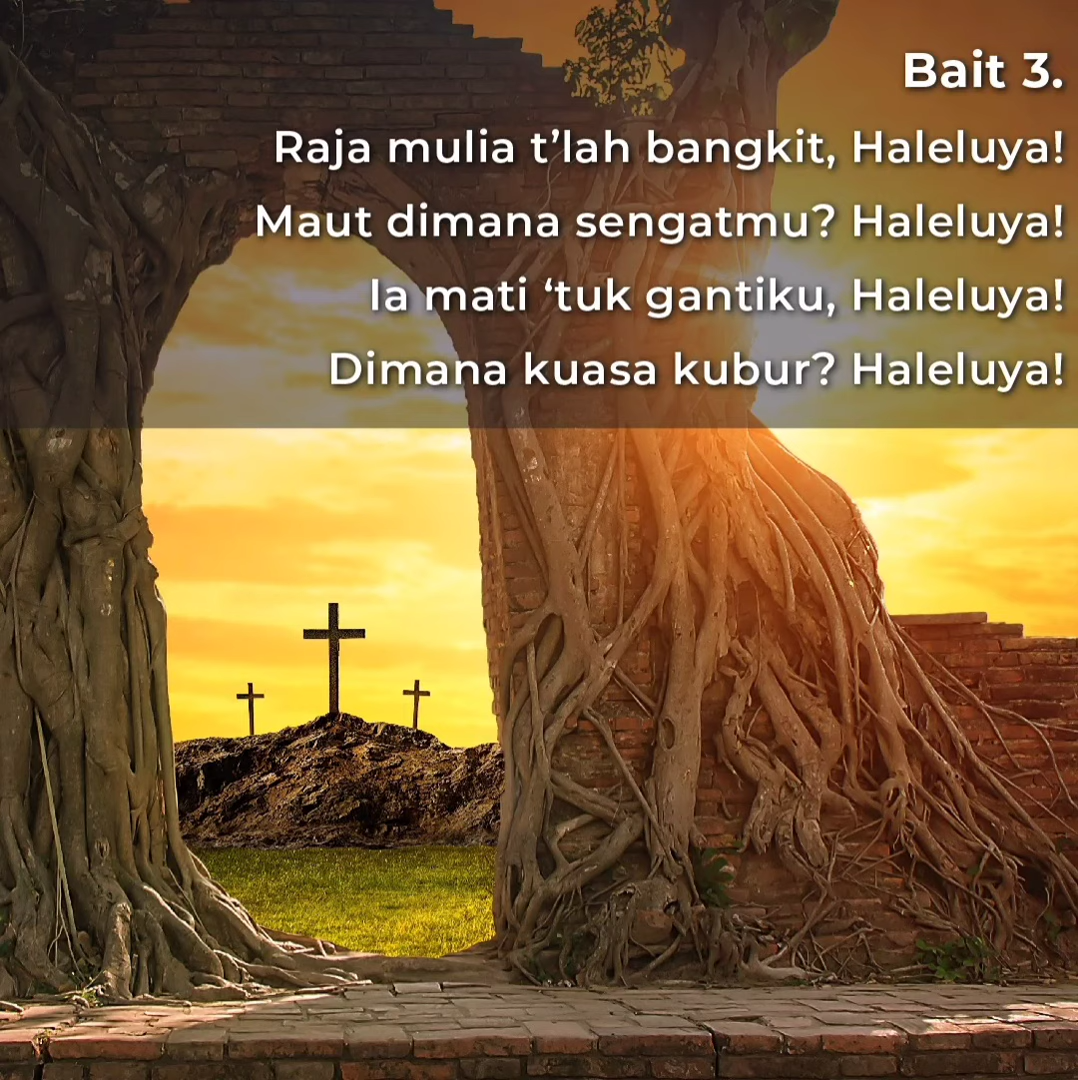 Bait 3.
Raja mulia t’lah bangkit, Haleluya!
Maut dimana sengatmu? Haleluya!
Ia mati ‘tuk gantiku, Haleluya!
Dimana kuasa kubur? Haleluya!